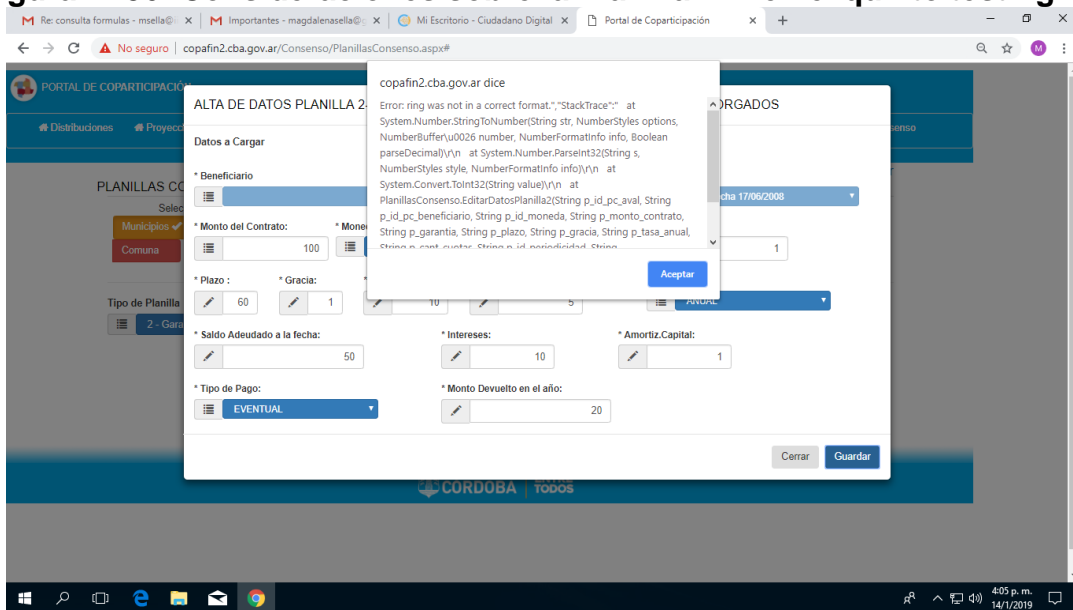 Re: consulta formulas - msella@
Importantes - magdalenasella@
Mi Escritorio - Ciudadano Digital
Portal de Coparticipación
No seguro
copafin2.cba.gov.ar/Consenso/PlanillasConsenso.aspx#
M
PORTAL DE COPARTICIPACIÓN
Distribuciones
ALTA DE DATOS PLANILLA 2
ORGADOS
copafin2.cba.gov.ar dice
Error: ring was not in a correct format.","StackTrace":" at
System.Number.StringToNumber(String str, NumberStyles options,
NumberBuffer\u0026 number, NumberFormatInfo info, Boolean
parseDecimal)\r\n at System.Number.ParseInt32(String s,
NumberStyles style, NumberFormatInfo info)\r\n at
System.Convert.ToInt32(String value)\r\n at
PlanillasConsenso.EditarDatosPlanilla2(String p_id_pc_aval, String
p_id_pc_beneficiario, String p_id_moneda, String p_monto_contrato,
String p_garantia, String p_plazo, String p_gracia, String p_tasa_anual,
String p_cant_cuotas, String p_id_periodicidad, String
Aceptar
Datos a Cargar
* Beneficiario
cha 17/06/2008
PLANILLAS CO
Selec
Municipios
Comuna
* Monto del Contrato:
* Mone
100
1
* Plazo :
* Gracia:
60
1
10
5
ANUAL
Tipo de Planilla
2 - Gara
* Saldo Adeudado a la fecha:
* Intereses:
* Amortiz.Capital:
50
10
1
* Tipo de Pago:
* Monto Devuelto en el año:
EVENTUAL
20
Cerrar
Guardar
CORDOBA
ENTRE
TODOS
4:05 p. m.
14/1/2019